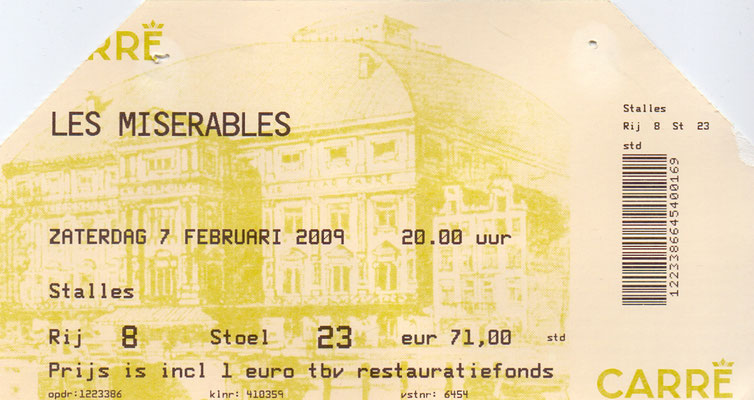 CARRĖ
LES MISERABLES
ZATERDAG 7 FEBRUARI 2009 20.00 uur
Stalles
Rij 8 Stoel 23 eur 71,00 std
Prijs is incl 1 euro tbv restauratiefonds
opdr:1223386 klnr: 410359 vstnr: 6454
Stalles
Rij 8 St 23
std
1223386645400169
CARRĖ